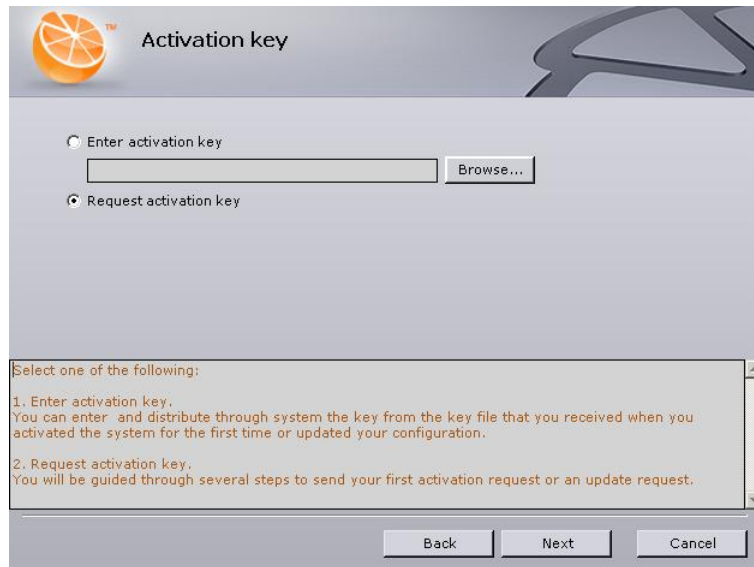 TM
Activation key
Enter activation key
Browse...
Request activation key
Select one of the following:
1. Enter activation key.
You can enter  and distribute through system the key from the key file that you received when you
activated the system for the first time or updated your configuration.
2. Request activation key.
You will be guided through several steps to send your first activation request or an update request.
Back
Next
Cancel